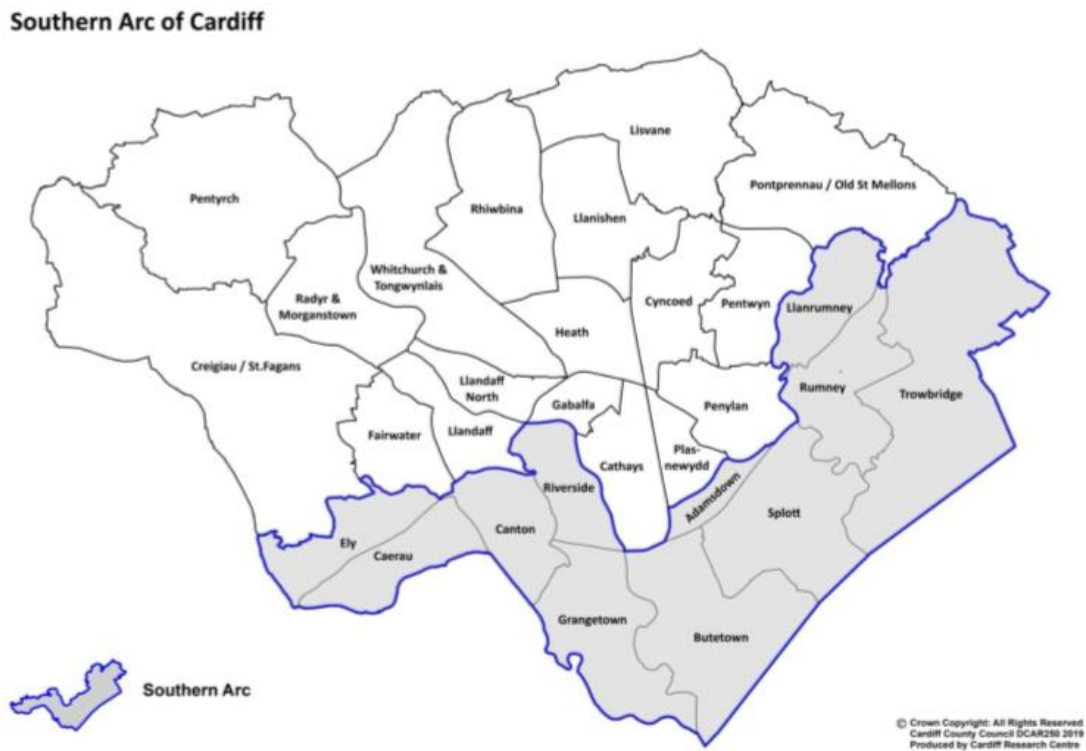 Southern Arc of Cardiff
Lisvane
Pentyrch
Rhiwbina
Pontprennau / Old St Mellons
Llanishen
Whitchurch &
Tongwynlais
Radyr &
Morganstown
Cyncoed
Pentwyn
Llanrumney
Heath
Creigiau / St.Fagans
Llandaff
North
Gabalfa
Penylan
Rumney
Trowbridge
Fairwater
Llandaff
Cathays
Plas-
newydd
Riverside
Adamsdown
Splott
Canton
Ely
Caerau
Grangetown
Butetown
Southern Arc
© Crown Copyright: All Rights Reserved
Cardiff County Council DCAR250 2019
Produced by Cardiff Research Centre